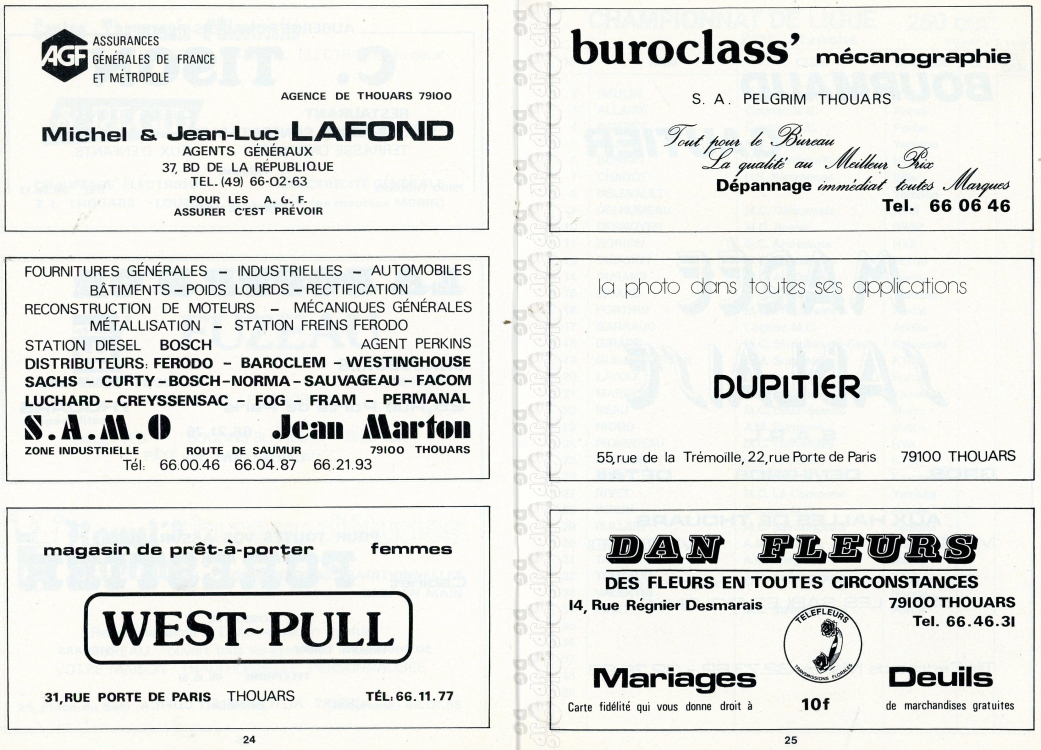 AGF
ASSURANCES
GÉNÉRALES DE FRANCE
ET MÉTROPOLE
AGENCE DE THOUARS 79100
Michel & Jean-Luc LAFOND
AGENTS GÉNÉRAUX
37, BD DE LA RÉPUBLIQUE
TEL. (49) 66-02-63
POUR LES A. G. F.
ASSURER C'EST PRÉVOIR
FOURNITURES GÉNÉRALES – INDUSTRIELLES – AUTOMOBILES
BÂTIMENTS – POIDS LOURDS – RECTIFICATION
RECONSTRUCTION DE MOTEURS – MÉCANIQUES GÉNÉRALES
MÉTALLISATION – STATION FREINS FERODO
STATION DIESEL BOSCH AGENT PERKINS
DISTRIBUTEURS: FERODO – BAROCLEM – WESTINGHOUSE
SACHS – CURTY – BOSCH – NORMA – SAUVAGEAU – FACOM
LUCHARD – CREYSSENSAC – FOG – FRAM – PERMANAL
S.A.M.O Jean Marton
ZONE INDUSTRIELLE ROUTE DE SAUMUR 79100 THOUARS
Tél: 66.00.46 66.04.87 66.21.93
magasin de prêt-à-porter femmes
WEST~PULL
31, RUE PORTE DE PARIS THOUARS TÉL: 66.11.77
24
buroclass' mécanographie
S. A. PELGRIM THOUARS
Tout pour le Bureau
La qualité au Meilleur Prix
Dépannage immédiat toutes Marques
Tel. 66 06 46
la photo dans toutes ses applications
DUPITIER
55, rue de la Trémoille, 22, rue Porte de Paris 79100 THOUARS
DAN FLEURS
DES FLEURS EN TOUTES CIRCONSTANCES
14, Rue Régnier Desmarais 79100 THOUARS
Tel. 66.46.31
TELEFLEURS
TRANSMISSIONS FLORALES
Mariages Deuils
Carte fidélité qui vous donne droit à 10f de marchandises gratuites
25